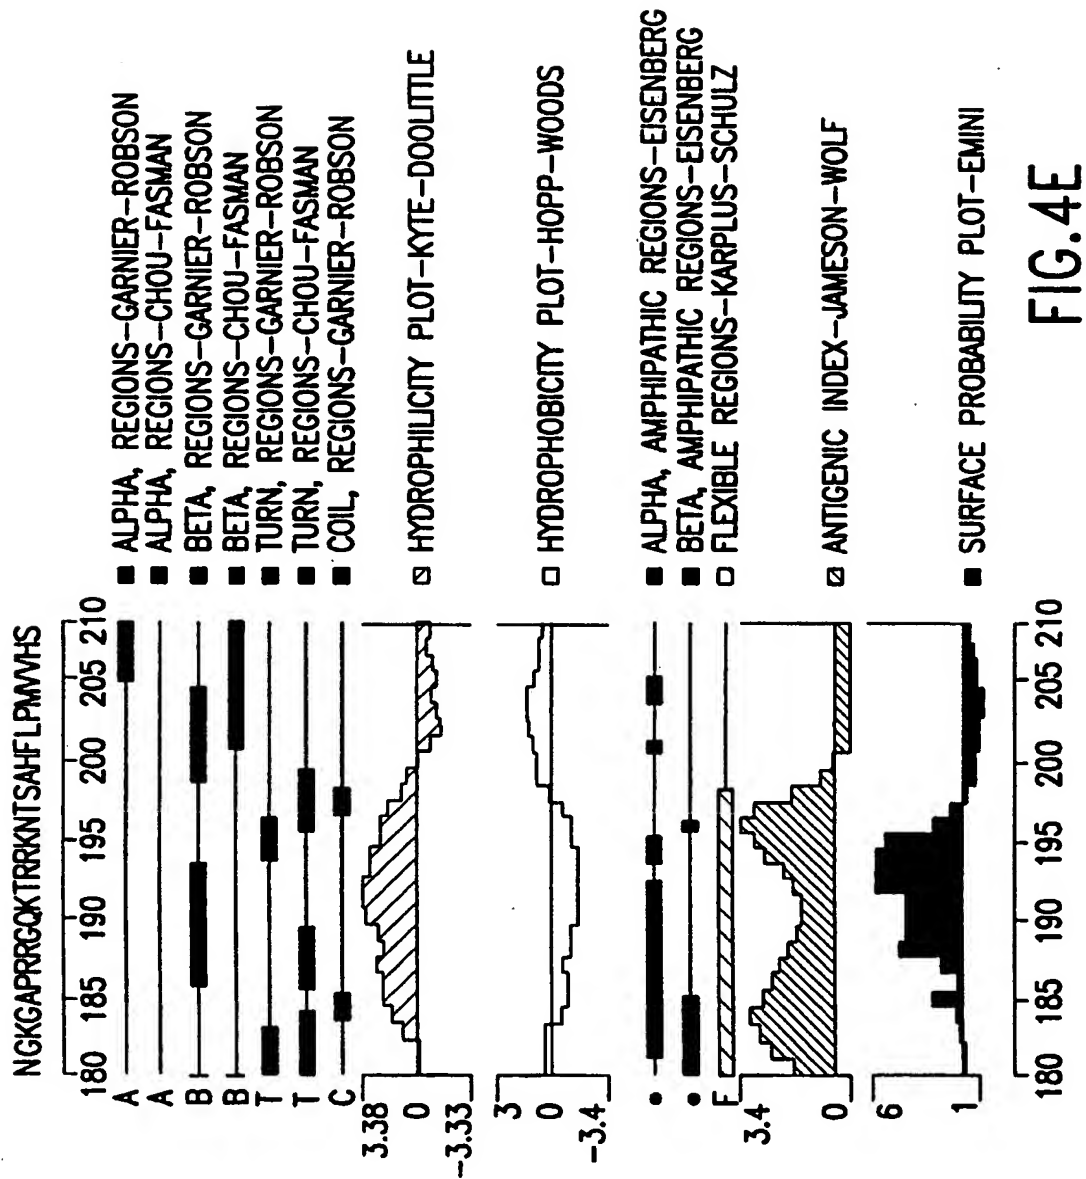 NGKGAPRRGQKTRRKNTSAHFLPMVVHS
180 185 190 195 200 205 210
A ■ ALPHA, REGIONS-GARNIER-ROBSON
A ■ ALPHA, REGIONS-CHOU-FASMAN
B ■ BETA, REGIONS-GARNIER-ROBSON
B ■ BETA, REGIONS-CHOU-FASMAN
T ■ TURN, REGIONS-GARNIER-ROBSON
T ■ TURN, REGIONS-CHOU-FASMAN
C ■ COIL, REGIONS-GARNIER-ROBSON
3.38
0 HYDROPHILICITY PLOT-KYTE-DOOLITTLE
-3.33
3
0 □ HYDROPHOBICITY PLOT-HOPP-WOODS
-3.4
■ ALPHA, AMPHIPATHIC REGIONS-EISENBERG
■ BETA, AMPHIPATHIC REGIONS-EISENBERG
F □ FLEXIBLE REGIONS-KARPLUS-SCHULZ
3.4
0 ANTIGENIC INDEX-JAMESON-WOLF
6
1 ■ SURFACE PROBABILITY PLOT-EMINI
180 185 190 195 200 205 210
FIG.4E